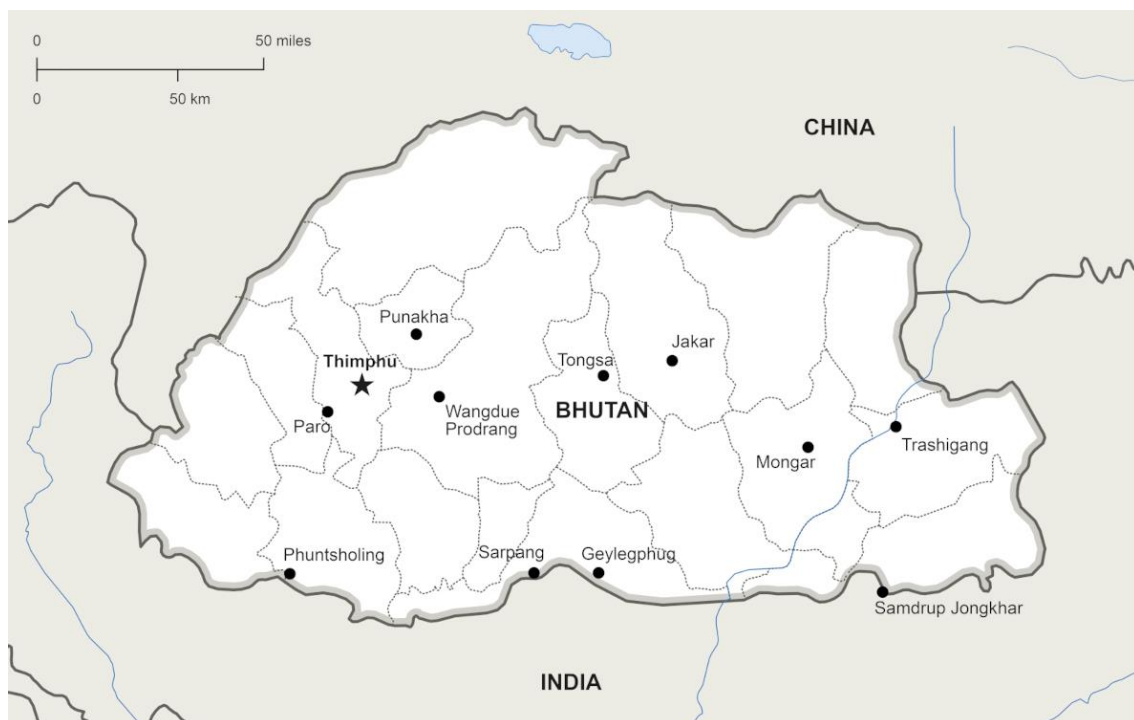 0 50 miles
0 50 km
CHINA
Punakha
Thimphu
Jakar
Tongsa
Wangdue
Prodrang
BHUTAN
Paro
Trashigang
Mongar
Phuntsholing
Sarpang
Geylegphug
Samdrup Jongkhar
INDIA